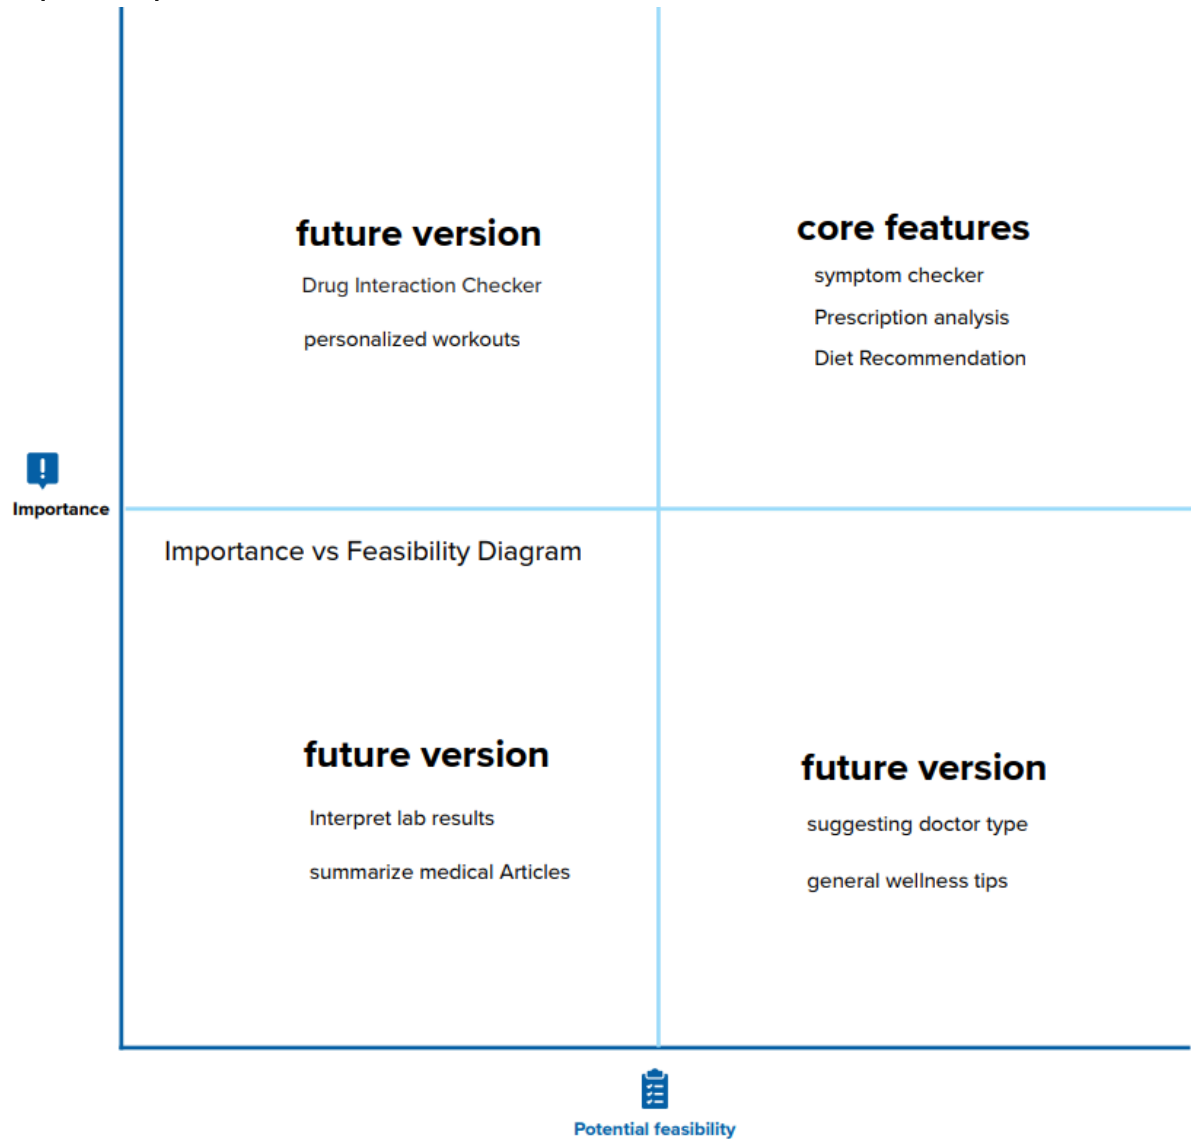 future version
Drug Interaction Checker
personalized workouts
core features
symptom checker
Prescription analysis
Diet Recommendation
Importance
Importance vs Feasibility Diagram
future version
Interpret lab results
summarize medical Articles
future version
suggesting doctor type
general wellness tips
Potential feasibility